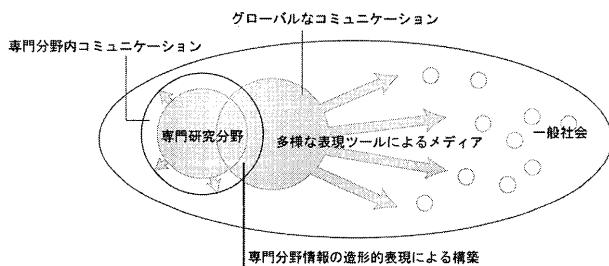 グローバルなコミュニケーション
専門分野内コミュニケーション
専門研究分野
多様な表現ツールによるメディア
一般社会
専門分野情報の造形的表現による構築